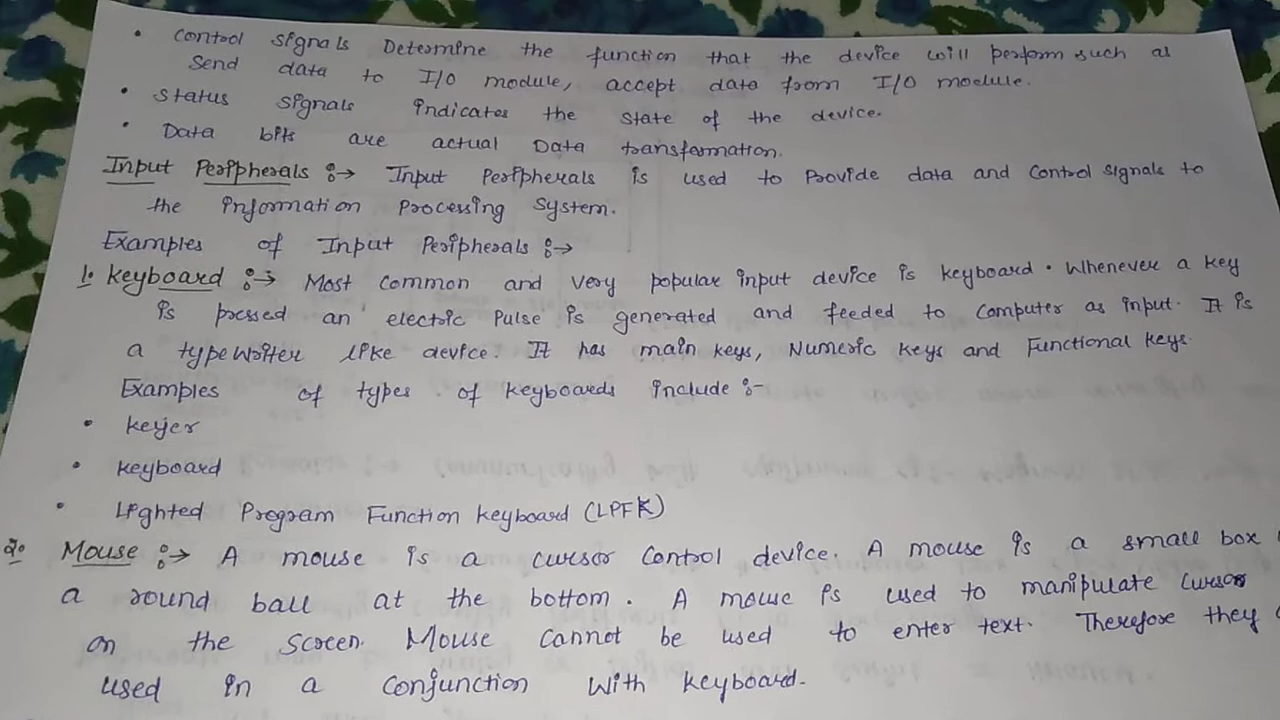 • Control signals Determine the function that the device will perform such as
Send data to I/O module, accept data from I/O module.
• Status signals indicates the state of the device.
• Data bits are actual Data transformation.
Input Peripherals :→ Input Peripherals is used to Provide data and Control signals to
the information Processing System.
Examples of Input Peripherals :→
1. Keyboard :→ Most Common and very popular input device is keyboard. Whenever a key
is pressed an electric Pulse is generated and feeded to Computer as input. It is
a typewriter like device. It has main keys, Numeric keys and Functional keys.
Examples of types of keyboards include :-
• keyer
• keyboard
• Lighted Program Function keyboard (LPFK)
2. Mouse :→ A mouse is a cursor Control device. A mouse is a small box
a round ball at the bottom. A mouse is used to manipulate Cursor
on the Screen. Mouse Cannot be used to enter text. Therefore they
used in a Conjunction With keyboard.